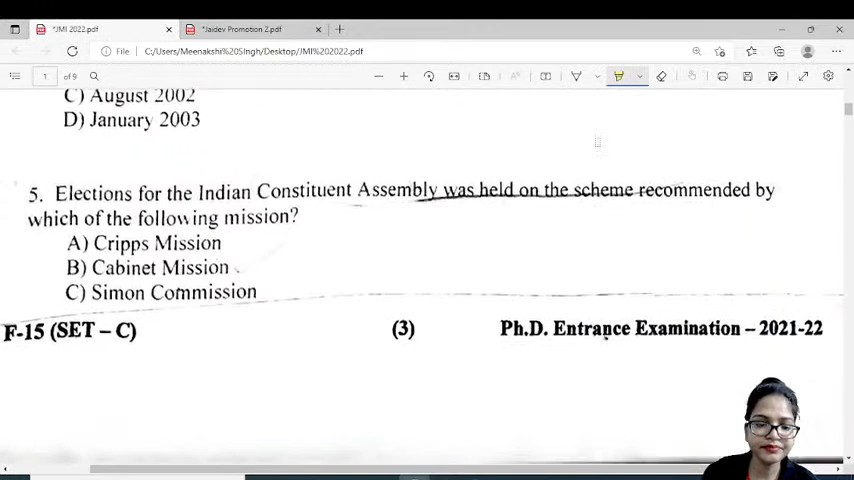 *JMI 2022.pdf
*Jaidev Promotion 2.pdf
File
C:/Users/Meenakshi%20SIngh/Desktop/JMI%202022.pdf
1 of 9
C) August 2002
D) January 2003
5. Elections for the Indian Constituent Assembly was held on the scheme recommended by
which of the following mission?
A) Cripps Mission
B) Cabinet Mission
C) Simon Commission
F-15 (SET – C)
(3)
Ph.D. Entrance Examination – 2021-22